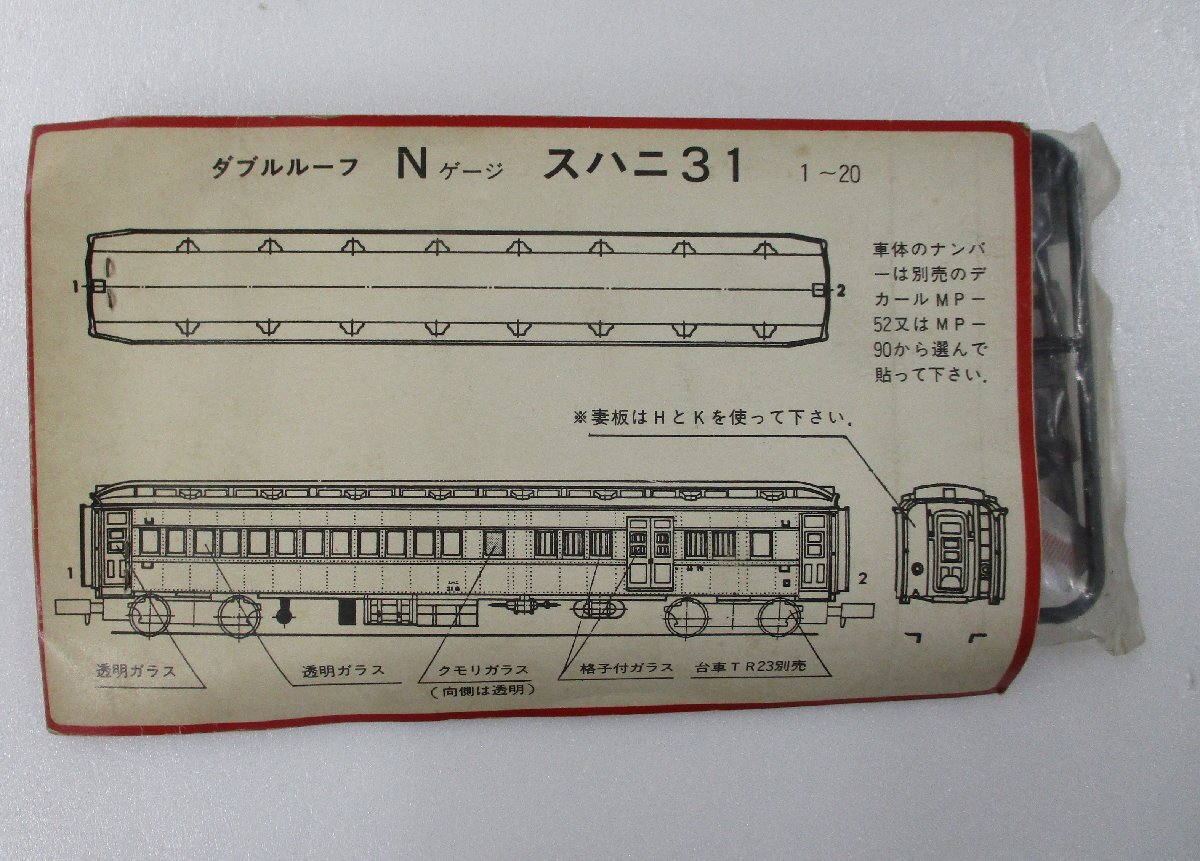 ダブルルーフ Nゲージ スハニ31 1～20
車体のナンバ
ーは別売のデ
カールMP－
52又はMP－
90から選んで
貼って下さい.
1
2
※妻板はHとKを使って下さい.
1
2
透明ガラス
透明ガラス
クモリガラス
(向側は透明)
格子付ガラス
台車TR23別売